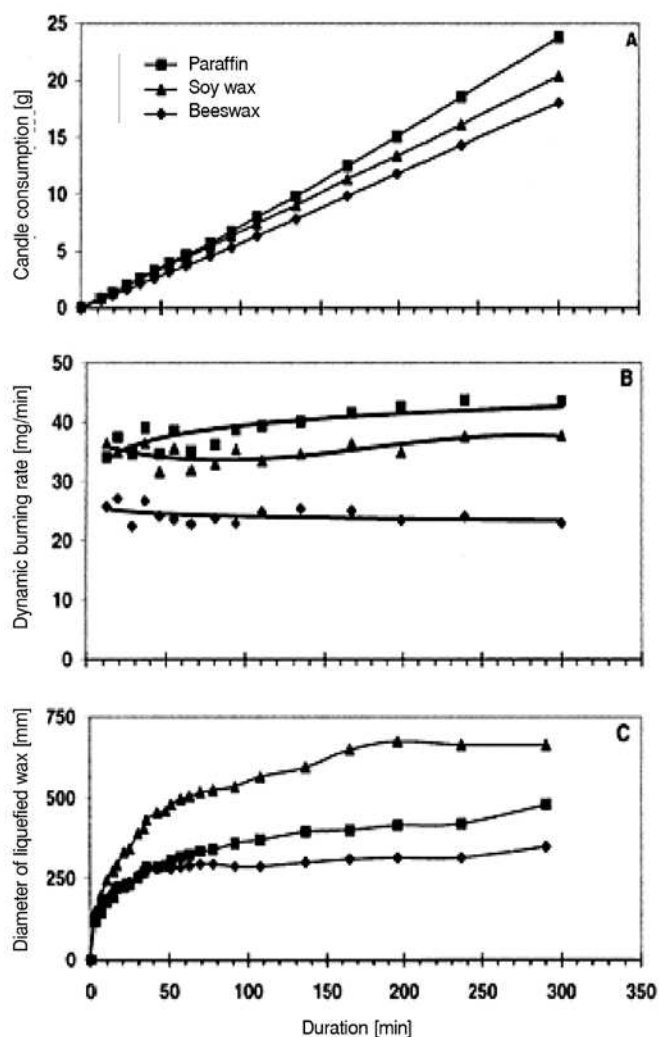 25
20
15
10
5
0
Candle consumption [g]
Paraffin
Soy wax
Beeswax
A
50
40
30
20
10
0
Dynamic burning rate [mg/min]
B
750
500
250
0
Diameter of liquefied wax [mm]
C
0 50 100 150 200 250 300 350
Duration [min]